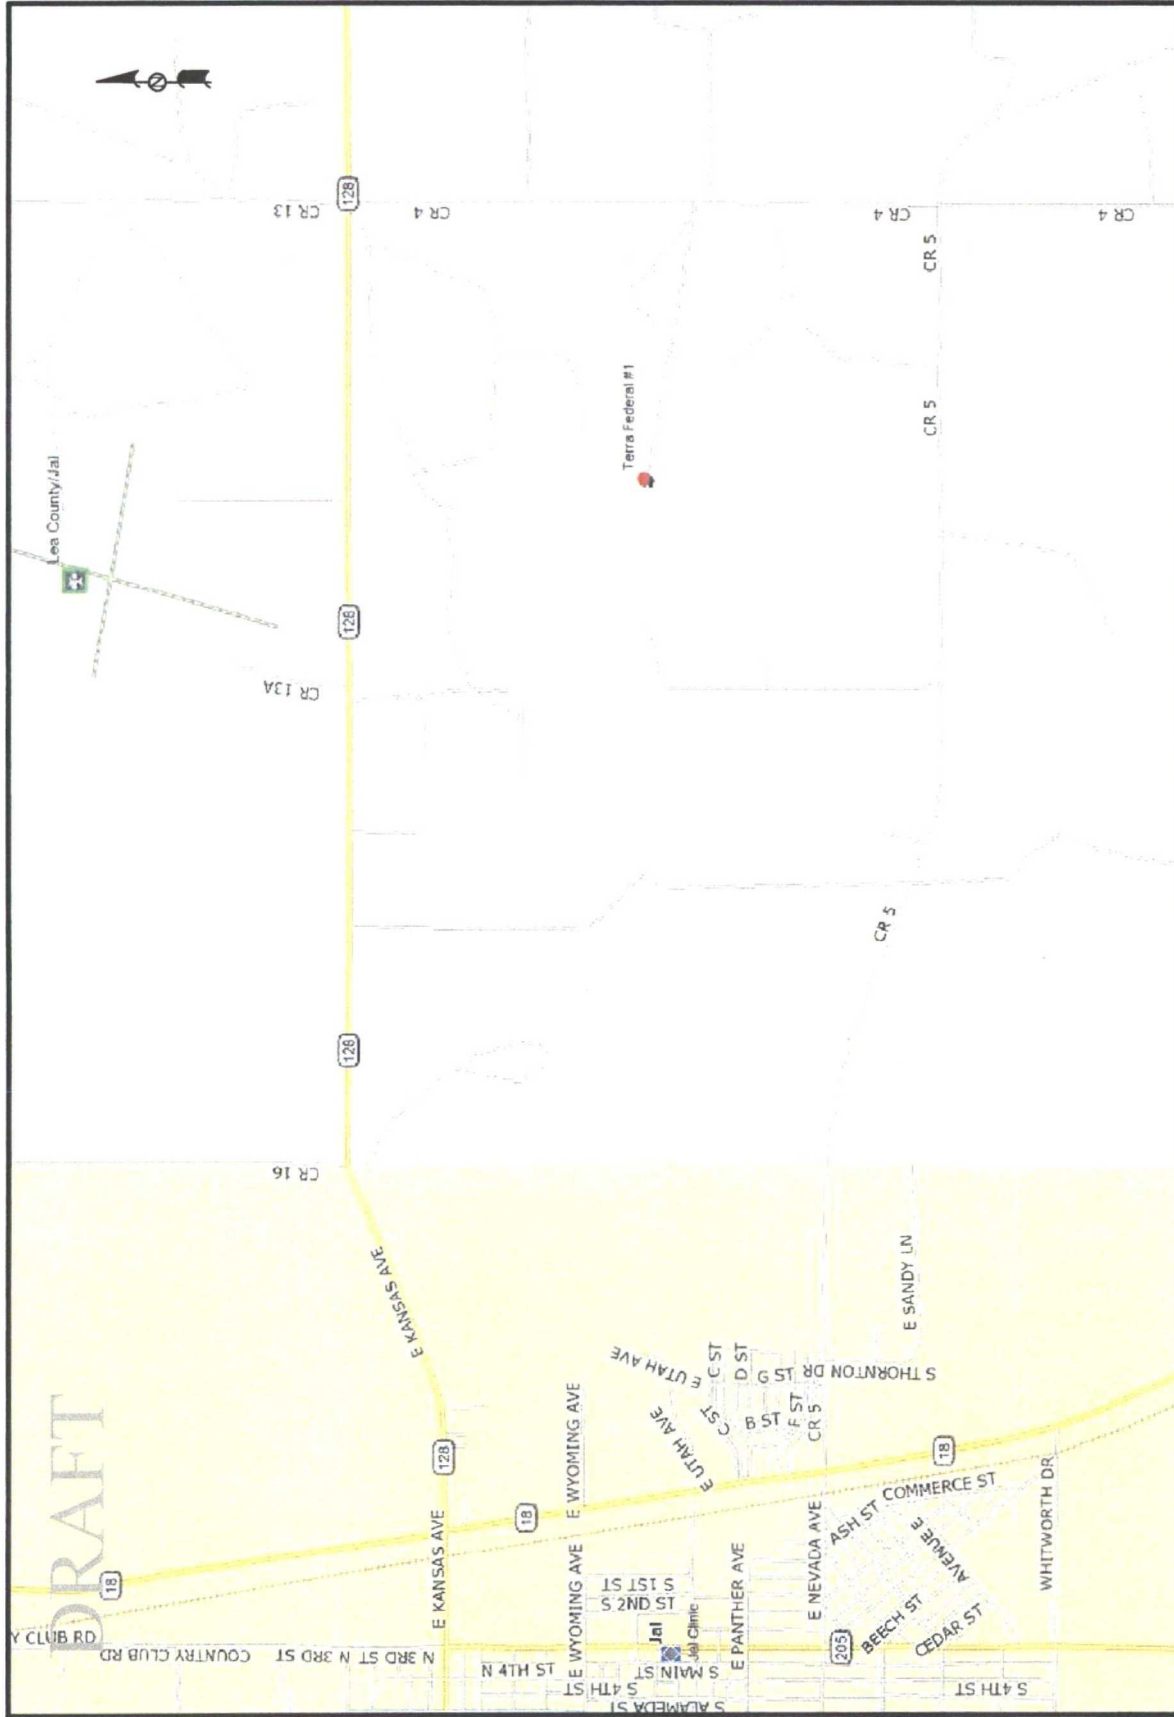 DRAFT
N
Lea County/Jal
CR 13
128
CR 4
CR 4
CR 4
CR 5
CR 5
Terra Federal #1
128
CR 13A
128
CR 5
CR 16
E KANSAS AVE
E SANDY LN
E UTAH AVE
E UTAH AVE
C ST
C ST
D ST
G ST
B ST
F ST
CR 5
S THORNTON DR
128
18
18
18
E KANSAS AVE
E WYOMING AVE
E WYOMING AVE
E WYOMING AVE
S 1ST ST
S 2ND ST
Jal
Jal Clinic
E PANTHER AVE
E NEVADA AVE
ASH ST
COMMERCE ST
AVENUE E
BEECH ST
CEDAR ST
WHITWORTH DR
205
Y CLUB RD
COUNTRY CLUB RD
N 3RD ST
N 3RD ST
N 4TH ST
S MAIN ST
S 4TH ST
S 4TH ST
S ALAMEDA ST